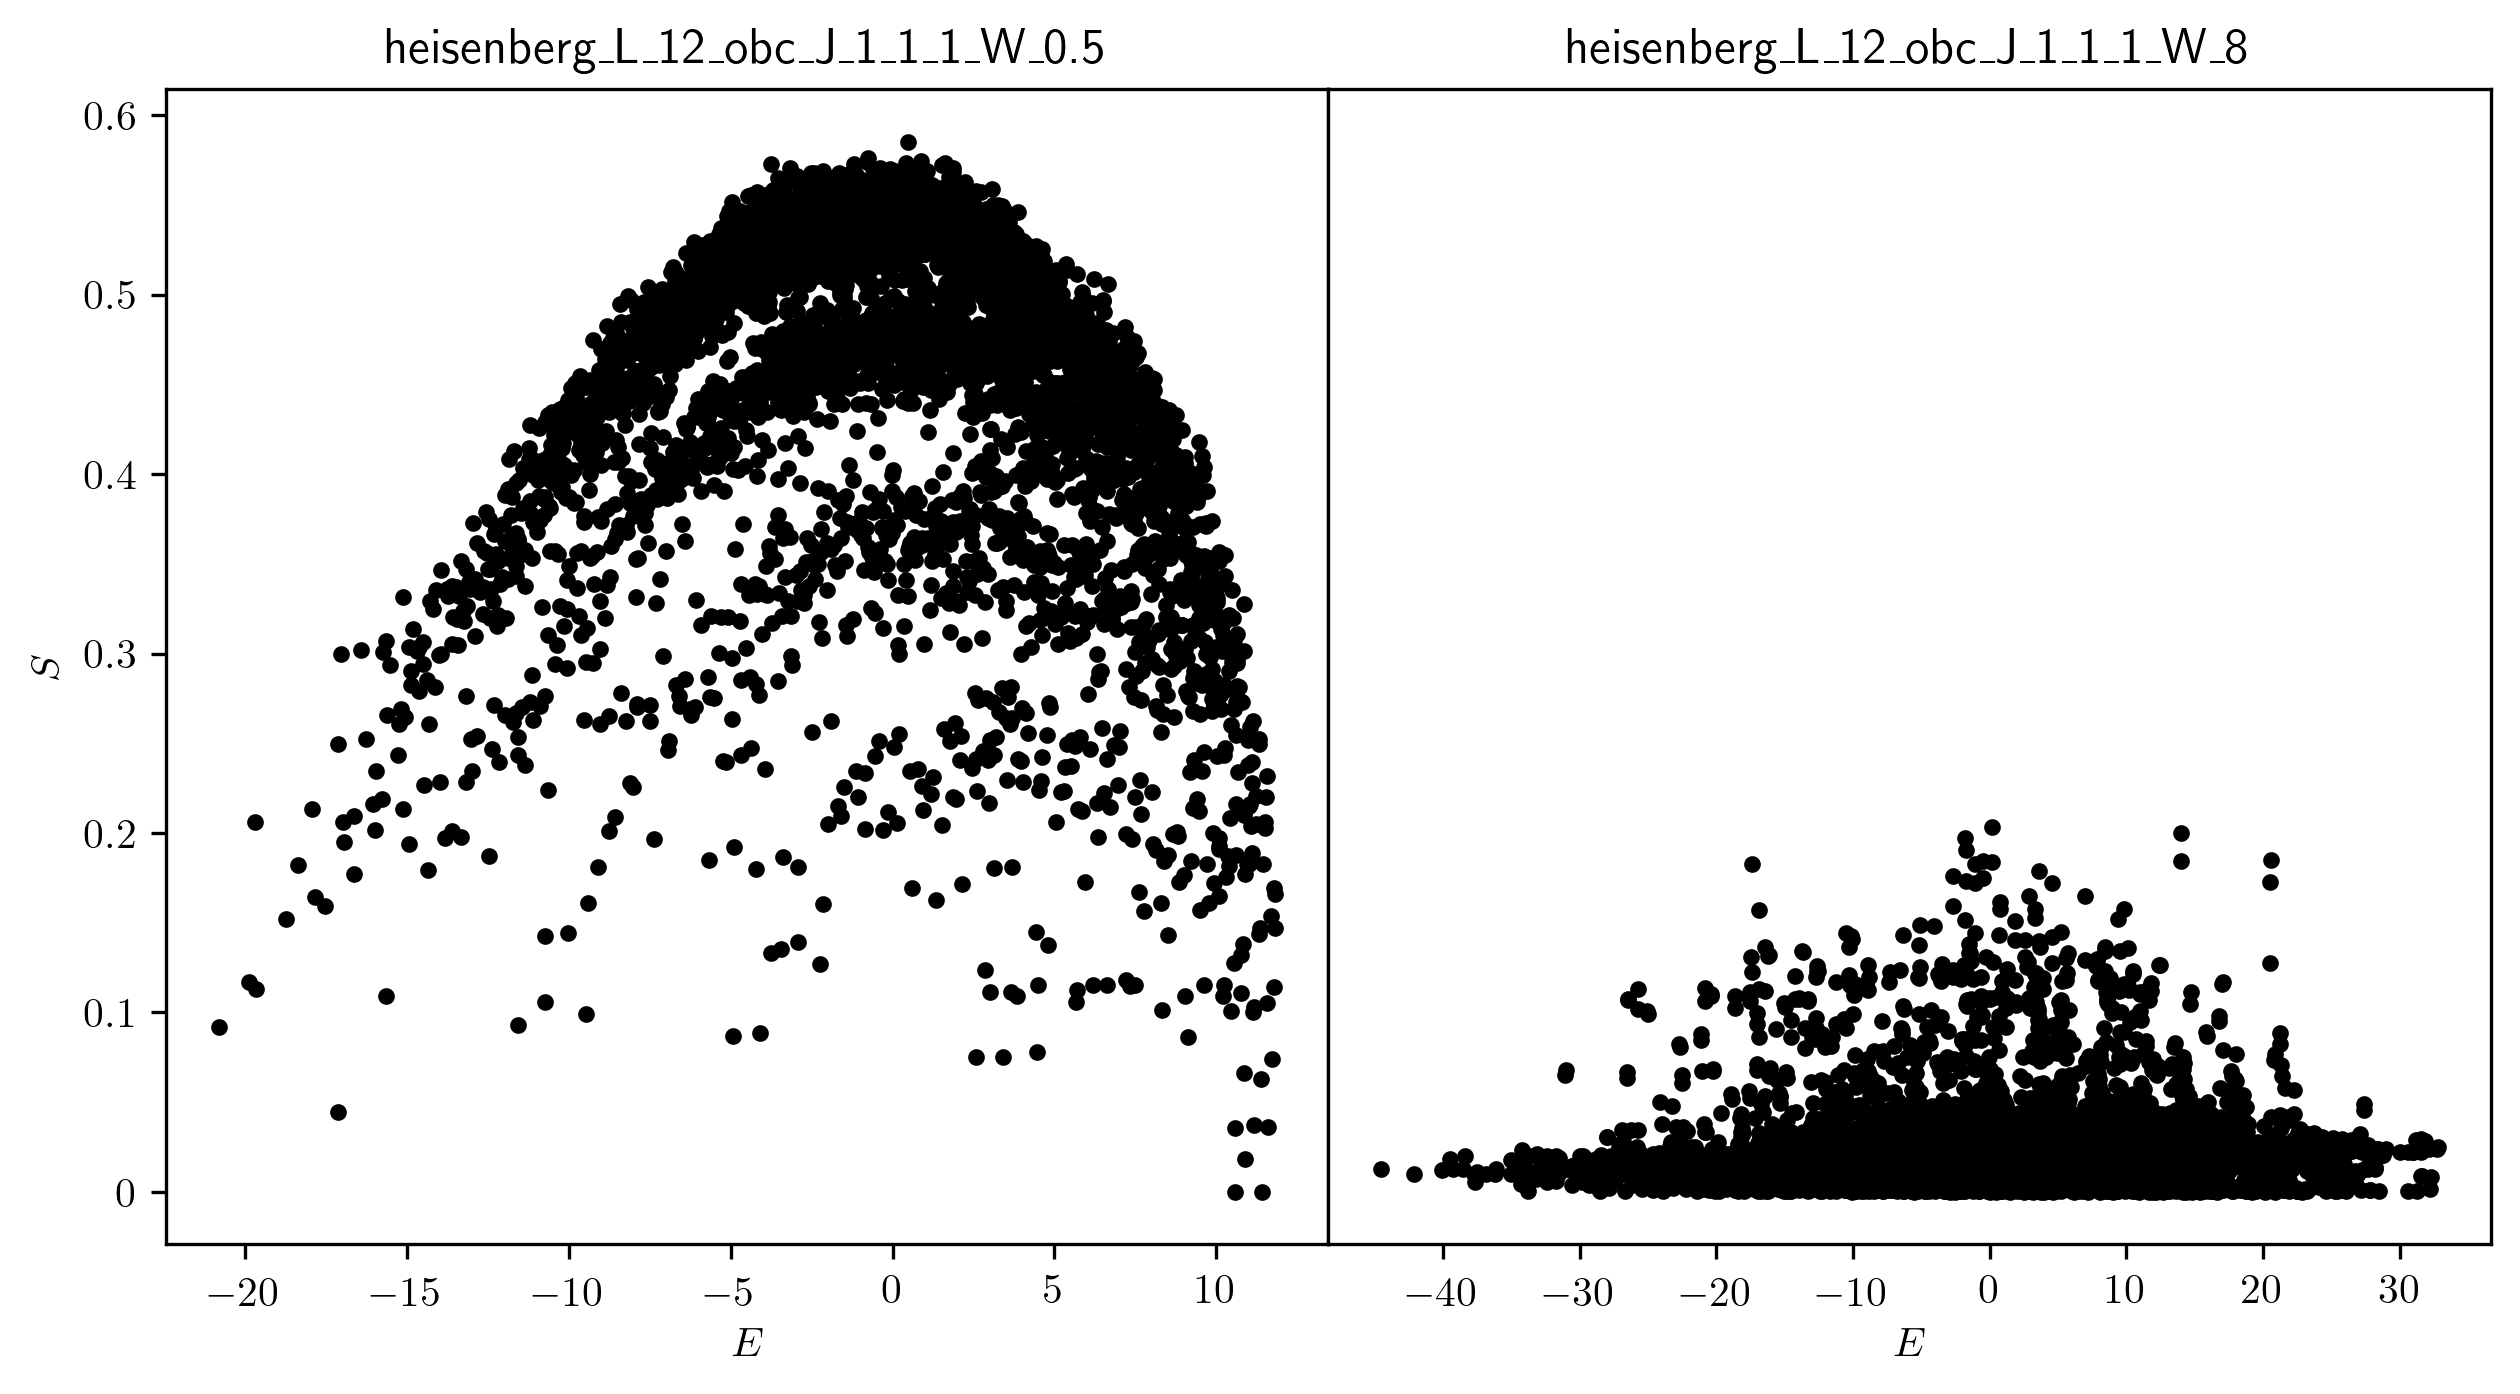 heisenberg_L_12_obc_J_1_1_1_W_0.5
heisenberg_L_12_obc_J_1_1_1_W_8
0.6
0.5
0.4
0.3
0.2
0.1
0
s
−20 −15 −10 −5 0 5 10
−40 −30 −20 −10 0 10 20 30
E
E